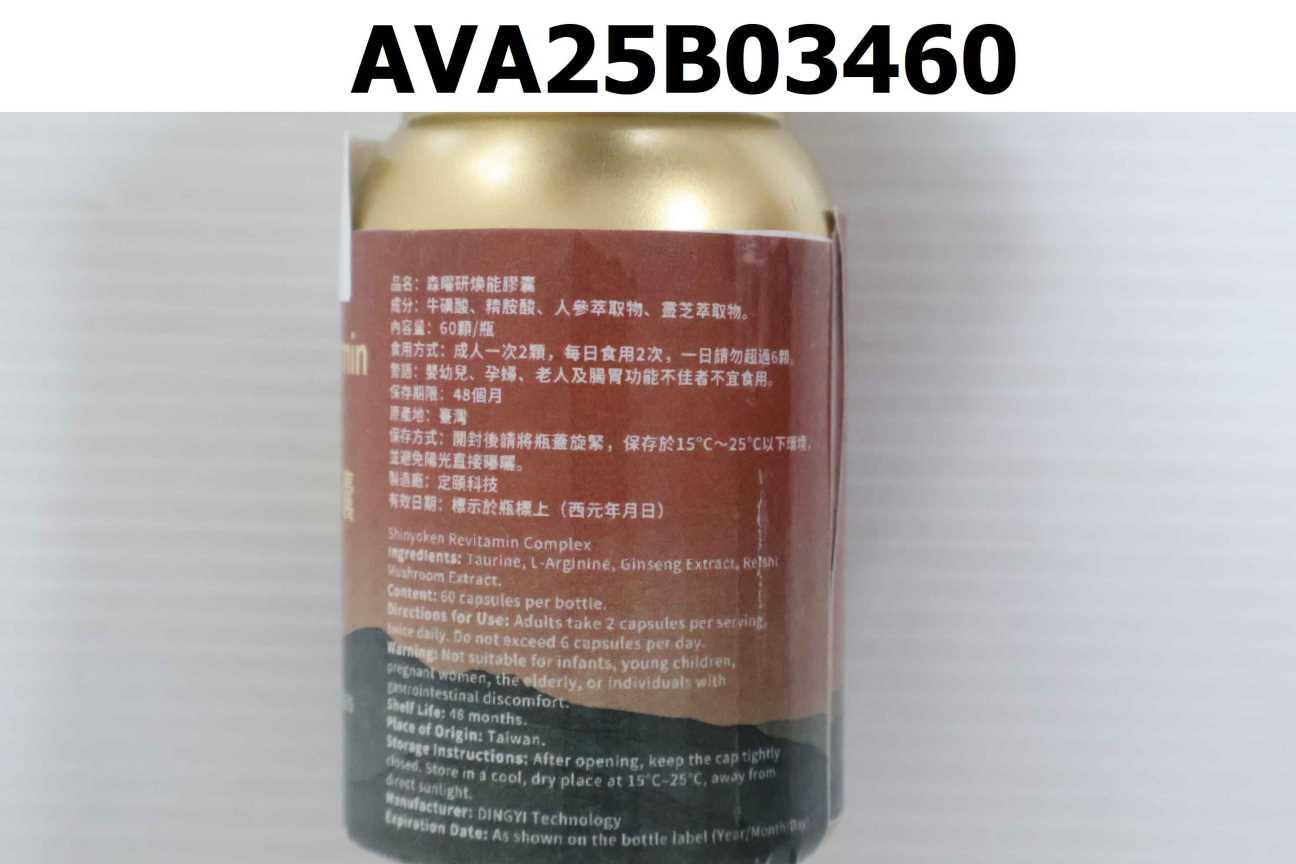 AVA25B03460
品名：森曜研煥能膠囊
成分：牛磺酸、精胺酸、人參萃取物、靈芝萃取物。
內容量：60顆/瓶
食用方式：成人一次2顆，每日食用2次，一日請勿超過6顆。
警語：嬰幼兒、孕婦、老人及腸胃功能不佳者不宜食用。
保存期限：48個月
原產地：臺灣
保存方式：開封後請將瓶蓋旋緊，保存於15°C～25°C以下環境，
並避免陽光直接曝曬。
製造廠：定頤科技
有效日期：標示於瓶標上（西元年月日）
Shinyoken Revitamin Complex
Ingredients: Taurine, L-Arginine, Ginseng Extract, Reishi
Mushroom Extract.
Content: 60 capsules per bottle.
Directions for Use: Adults take 2 capsules per serving,
twice daily. Do not exceed 6 capsules per day.
Warning: Not suitable for infants, young children,
pregnant women, the elderly, or individuals with
gastrointestinal discomfort.
Shelf Life: 48 months.
Place of Origin: Taiwan.
Storage Instructions: After opening, keep the cap tightly
closed. Store in a cool, dry place at 15°C–25°C, away from
direct sunlight.
Manufacturer: DINGYI Technology
Expiration Date: As shown on the bottle label (Year/Month/Day)
min
囊